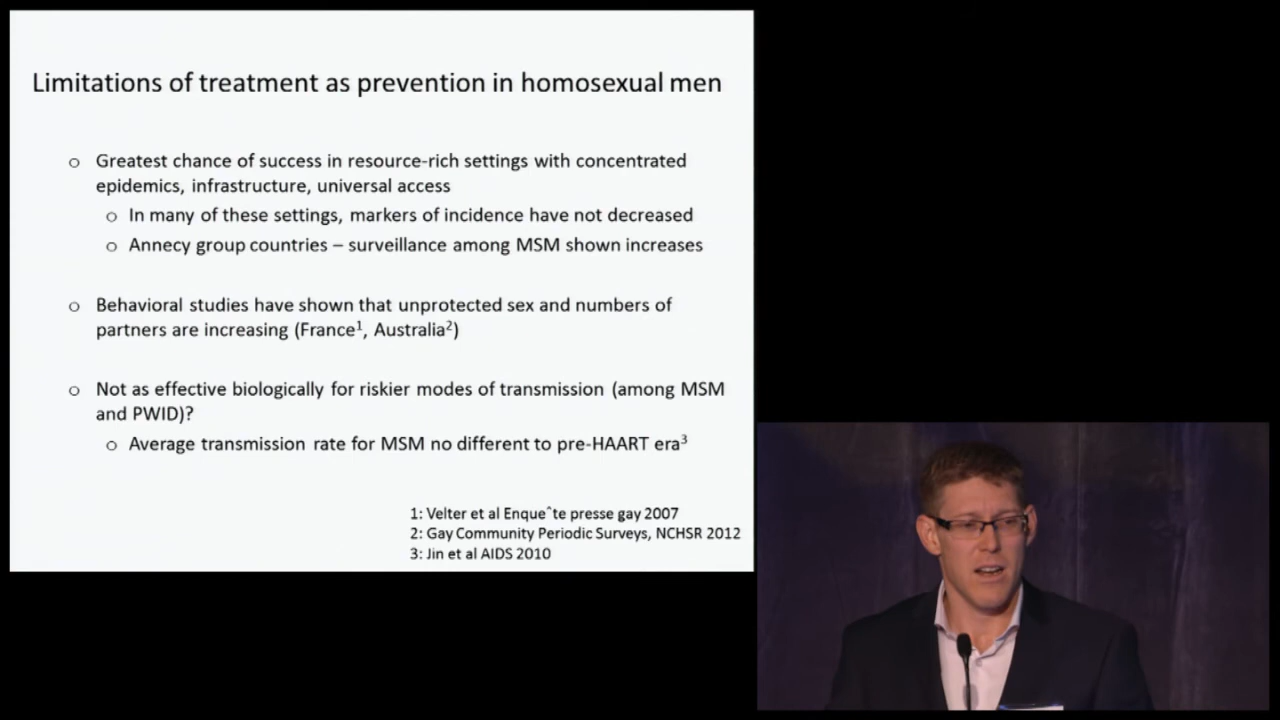 Limitations of treatment as prevention in homosexual men
o Greatest chance of success in resource-rich settings with concentrated
epidemics, infrastructure, universal access
o In many of these settings, markers of incidence have not decreased
o Annecy group countries – surveillance among MSM shown increases
o Behavioral studies have shown that unprotected sex and numbers of
partners are increasing (France¹, Australia²)
o Not as effective biologically for riskier modes of transmission (among MSM
and PWID)?
o Average transmission rate for MSM no different to pre-HAART era³
1: Velter et al Enque^te presse gay 2007
2: Gay Community Periodic Surveys, NCHSR 2012
3: Jin et al AIDS 2010